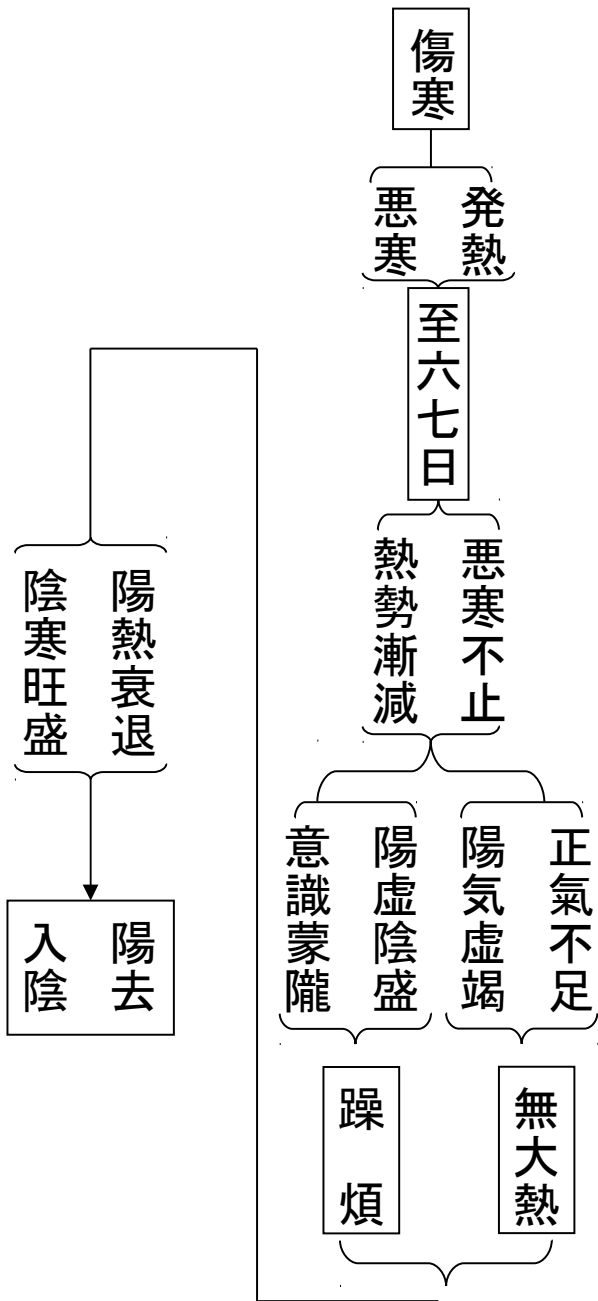 傷寒
発熱
悪寒
至六七日
悪寒不止
熱勢漸減
正氣不足
陽気虚竭
陽虚陰盛
意識蒙隴
無大熱
躁煩
陽熱衰退
陰寒旺盛
陽去
入陰